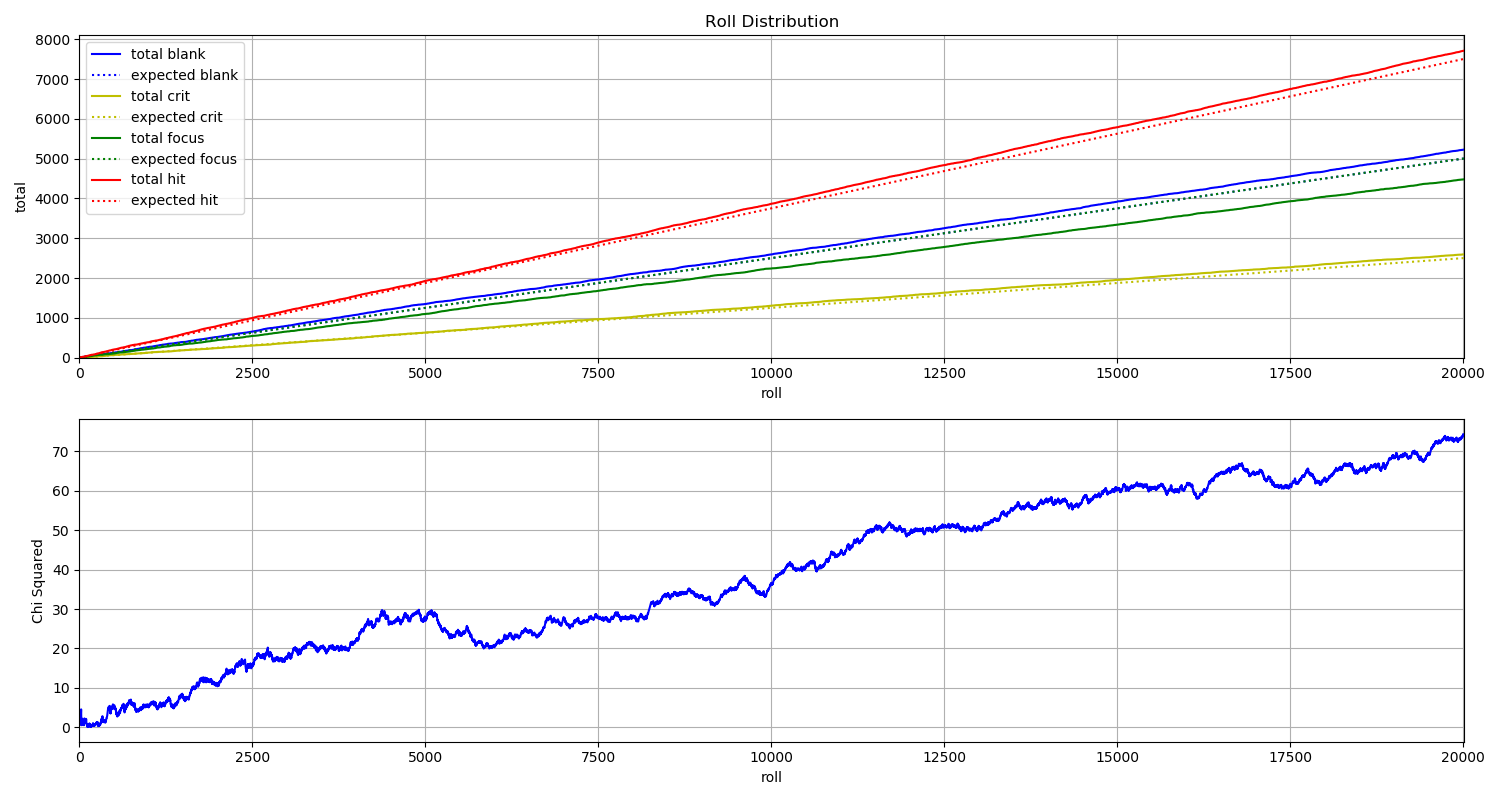 Roll Distribution
8000
7000
6000
5000
4000
3000
2000
1000
0
total
total blank
expected blank
total crit
expected crit
total focus
expected focus
total hit
expected hit
0 2500 5000 7500 10000 12500 15000 17500 20000
roll
70
60
50
40
30
20
10
0
Chi Squared
0 2500 5000 7500 10000 12500 15000 17500 20000
roll